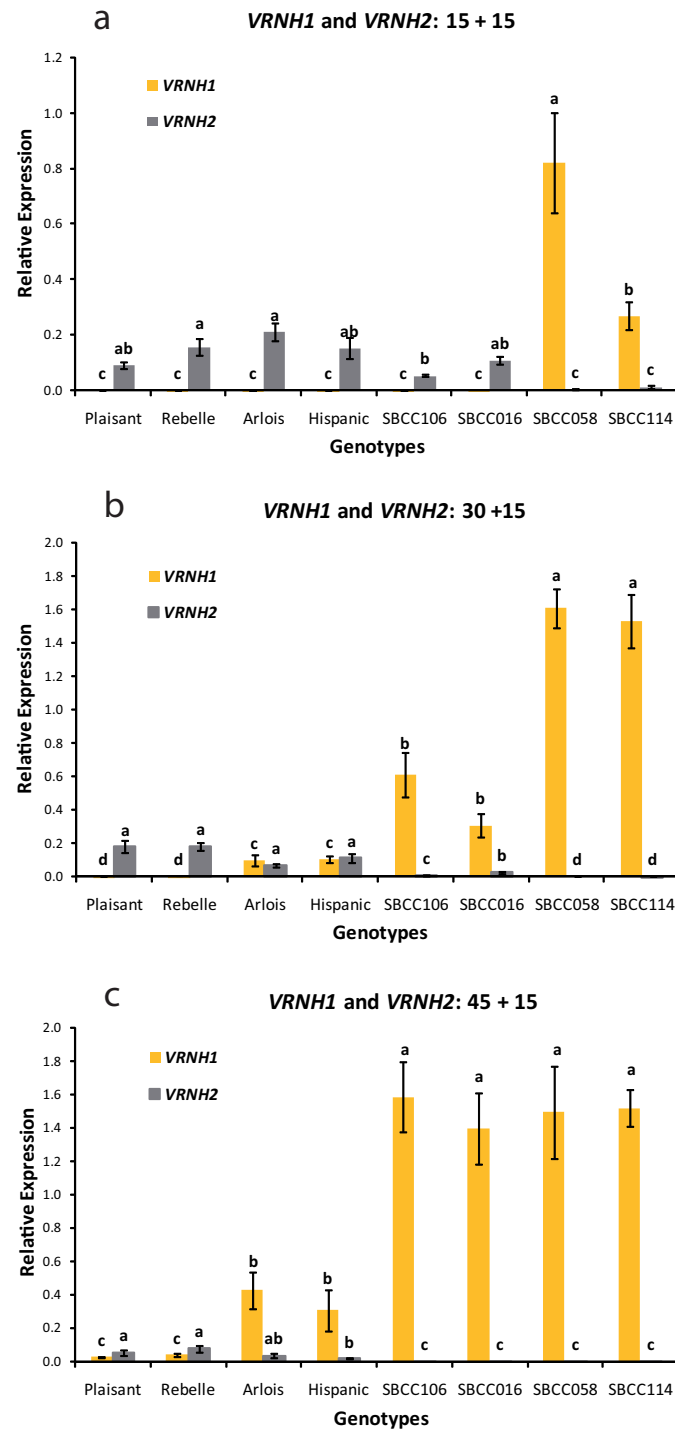 a
VRNH1 and VRNH2: 15 + 15
1.2
1.0
0.8
0.6
0.4
0.2
0.0
Relative Expression
VRNH1
VRNH2
c ab c a c a c ab c b c ab a c b c
Plaisant Rebelle Arlois Hispanic SBCC106 SBCC016 SBCC058 SBCC114
Genotypes
b
VRNH1 and VRNH2: 30 +15
2.0
1.8
1.6
1.4
1.2
1.0
0.8
0.6
0.4
0.2
0.0
Relative Expression
VRNH1
VRNH2
d a d a c a c a b c b b a d a d
Plaisant Rebelle Arlois Hispanic SBCC106 SBCC016 SBCC058 SBCC114
Genotypes
c
VRNH1 and VRNH2: 45 + 15
2.0
1.8
1.6
1.4
1.2
1.0
0.8
0.6
0.4
0.2
0.0
Relative Expression
VRNH1
VRNH2
c a c a b ab b b a c a c a c a c
Plaisant Rebelle Arlois Hispanic SBCC106 SBCC016 SBCC058 SBCC114
Genotypes